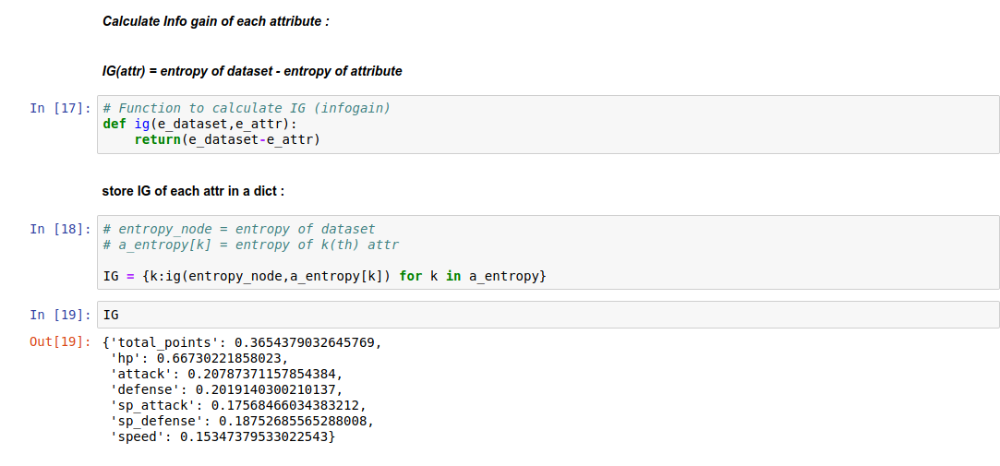 Calculate Info gain of each attribute :
IG(attr) = entropy of dataset - entropy of attribute
In [17]: # Function to calculate IG (infogain)
def ig(e_dataset,e_attr):
    return(e_dataset-e_attr)
store IG of each attr in a dict :
In [18]: # entropy_node = entropy of dataset
# a_entropy[k] = entropy of k(th) attr
IG = {k:ig(entropy_node,a_entropy[k]) for k in a_entropy}
In [19]: IG
Out[19]: {'total_points': 0.3654379032645769,
'hp': 0.66730221858023,
'attack': 0.20787371157854384,
'defense': 0.2019140300210137,
'sp_attack': 0.17568466034383212,
'sp_defense': 0.18752685565288008,
'speed': 0.15347379533022543}